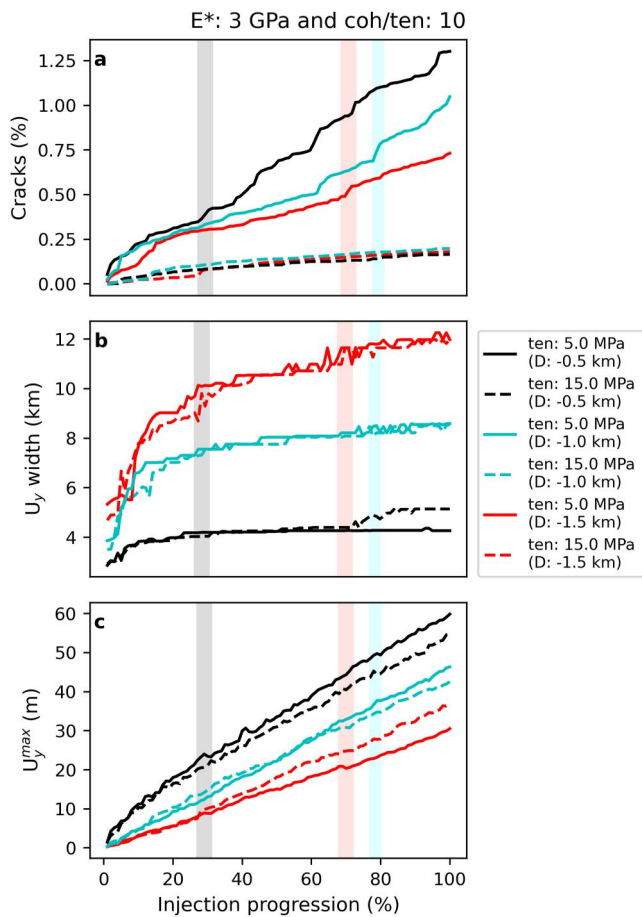 E*: 3 GPa and coh/ten: 10
a
1.25
1.00
0.75
0.50
0.25
0.00
Cracks (%)
b
12
10
8
6
4
U_y width (km)
ten: 5.0 MPa
(D: -0.5 km)
ten: 15.0 MPa
(D: -0.5 km)
ten: 5.0 MPa
(D: -1.0 km)
ten: 15.0 MPa
(D: -1.0 km)
ten: 5.0 MPa
(D: -1.5 km)
ten: 15.0 MPa
(D: -1.5 km)
c
60
50
40
30
20
10
0
U_y^max (m)
0 20 40 60 80 100
Injection progression (%)